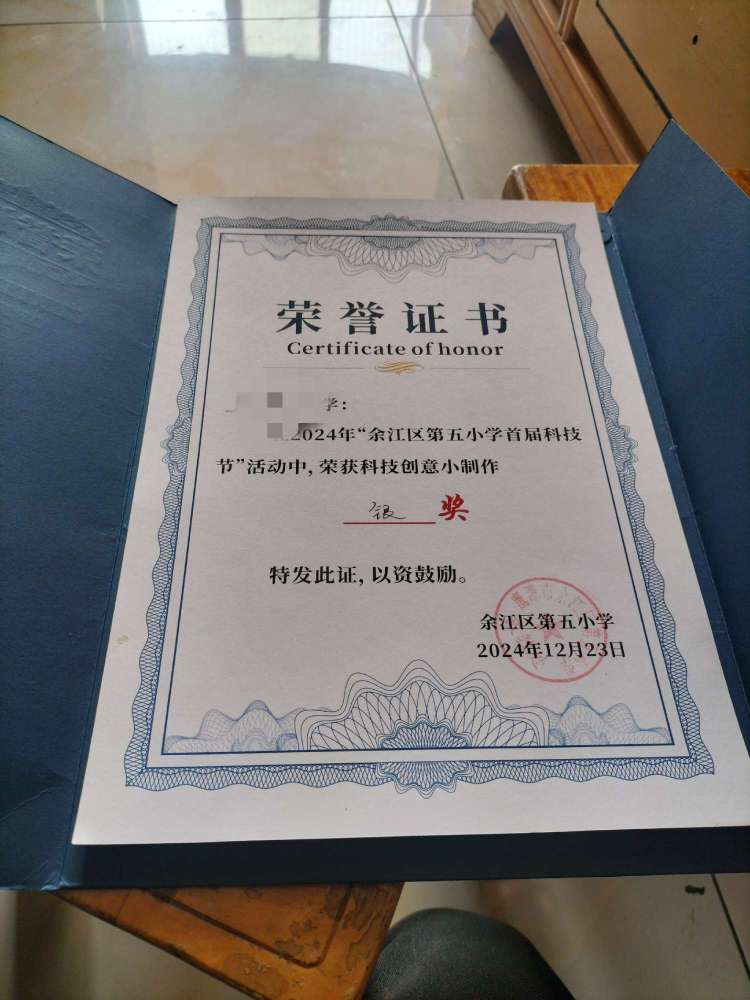 荣誉证书
Certificate of honor
学：
2024年“余江区第五小学首届科技
节”活动中，荣获科技创意小制作
银 奖
特发此证，以资鼓励。
余江区第五小学
2024年12月23日